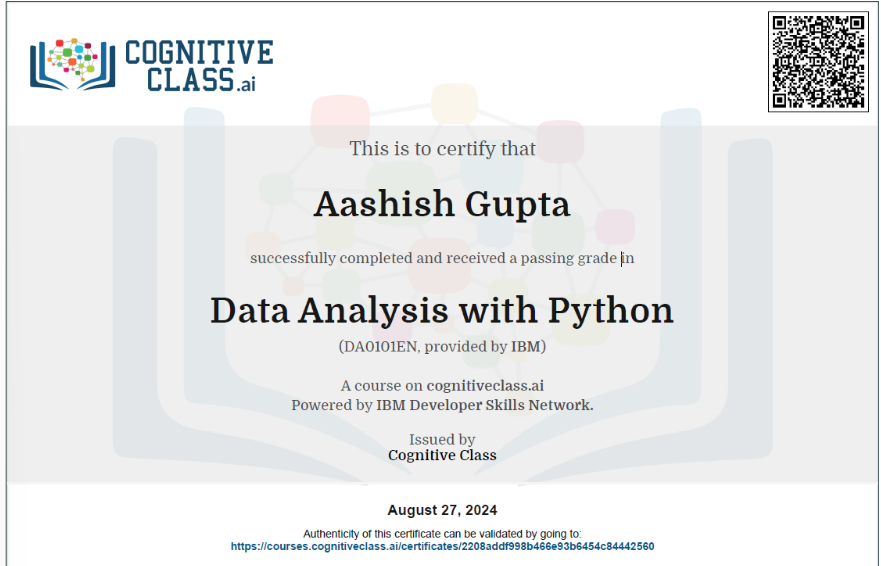 COGNITIVE
CLASS.ai
This is to certify that
Aashish Gupta
successfully completed and received a passing grade in
Data Analysis with Python
(DA0101EN, provided by IBM)
A course on cognitiveclass.ai
Powered by IBM Developer Skills Network.
Issued by
Cognitive Class
August 27, 2024
Authenticity of this certificate can be validated by going to:
https://courses.cognitiveclass.ai/certificates/2208addf998b466e93b6454c84442560